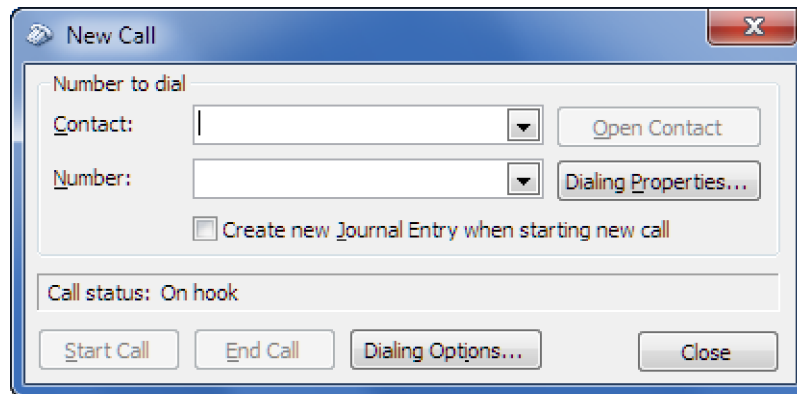 New Call
Number to dial
Contact:
Open Contact
Number:
Dialing Properties...
Create new Journal Entry when starting new call
Call status: On hook
Start Call End Call Dialing Options... Close